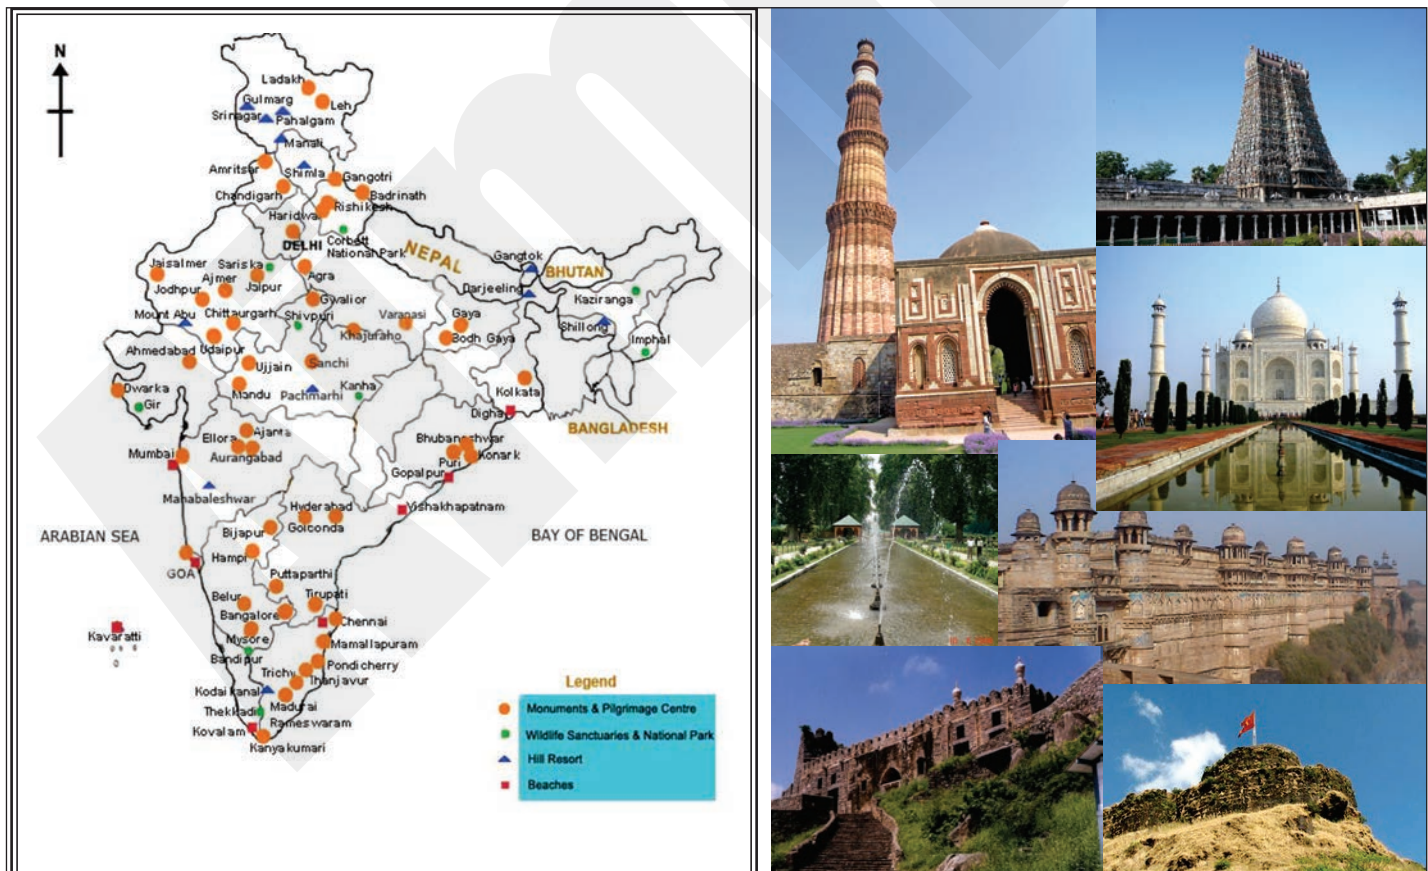 N
Ladakh
Leh
Gulmarg
Srinagar
Pahalgam
Manali
Amritsar
Shimla
Gangotri
Chandigarh
Badrinath
Rishikesh
Haridwar
DELHI
Corbett
National Park
NEPAL
Gangtok
BHUTAN
Jaisalmer
Sariska
Ajmer
Jaipur
Agra
Darjeeling
Kaziranga
Jodhpur
Gwalior
Mount Abu
Chittaurgarh
Shivpuri
Varanasi
Gaya
Khajuraho
Bodh Gaya
Shillong
Imphal
Ahmedabad
Udaipur
Ujjain
Sanchi
Dwarka
Gir
Mandu
Pachmarhi
Kanha
Kolkata
Digha
BANGLADESH
Ajanta
Ellora
Aurangabad
Mumbai
Bhubaneshwar
Puri
Konark
Gopalpur
Mahabaleshwar
Hyderabad
Golconda
Vishakhapatnam
Bijapur
ARABIAN SEA
BAY OF BENGAL
Hampi
GOA
Puttaparthi
Belur
Tirupati
Bangalore
Chennai
Kavaratti
Mysore
Mamallapuram
Bandipur
Pondicherry
Trichy
Thanjavur
Kodaikanal
Madurai
Thekkadi
Rameswaram
Kovalam
Kanyakumari
Legend
Monuments & Pilgrimage Centre
Wildlife Sanctuaries & National Park
Hill Resort
Beaches